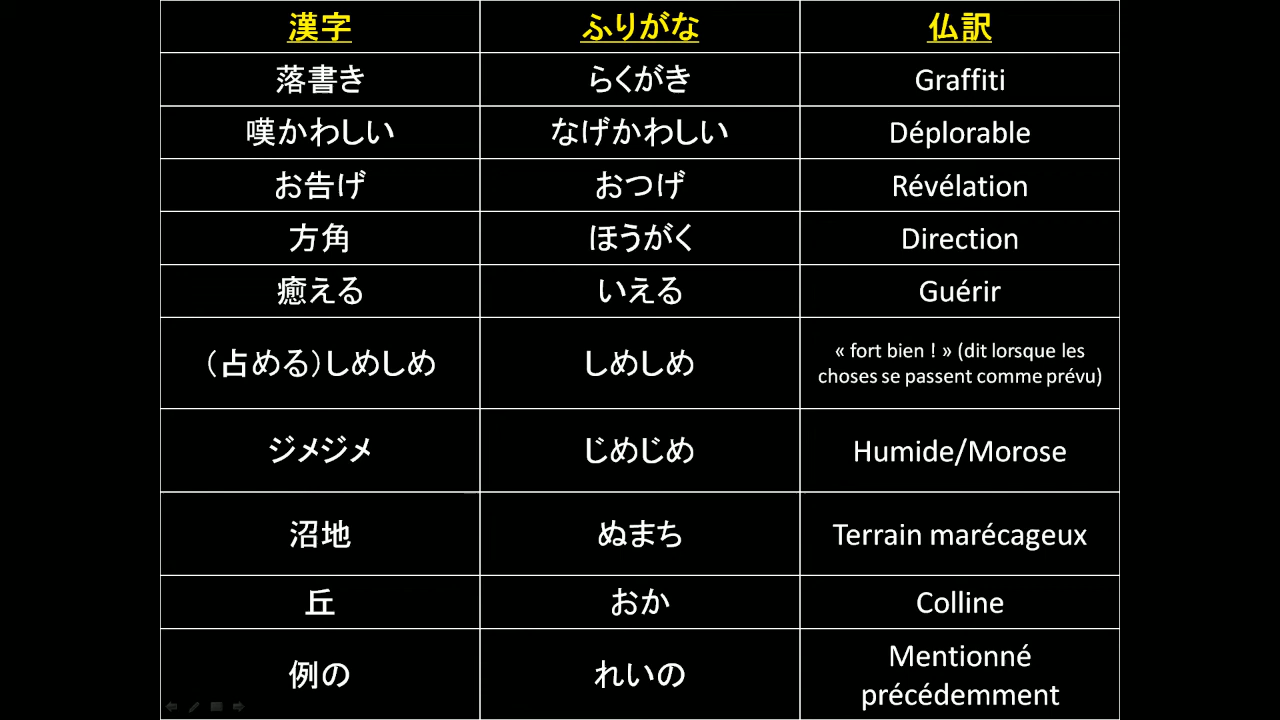 漢字 ふりがな 仏訳
落書き らくがき Graffiti
嘆かわしい なげかわしい Déplorable
お告げ おつげ Révélation
方角 ほうがく Direction
癒える いえる Guérir
（占める）しめしめ しめしめ « fort bien ! » (dit lorsque les
choses se passent comme prévu)
ジメジメ じめじめ Humide/Morose
沼地 ぬまち Terrain marécageux
丘 おか Colline
例の れいの Mentionné
précédemment